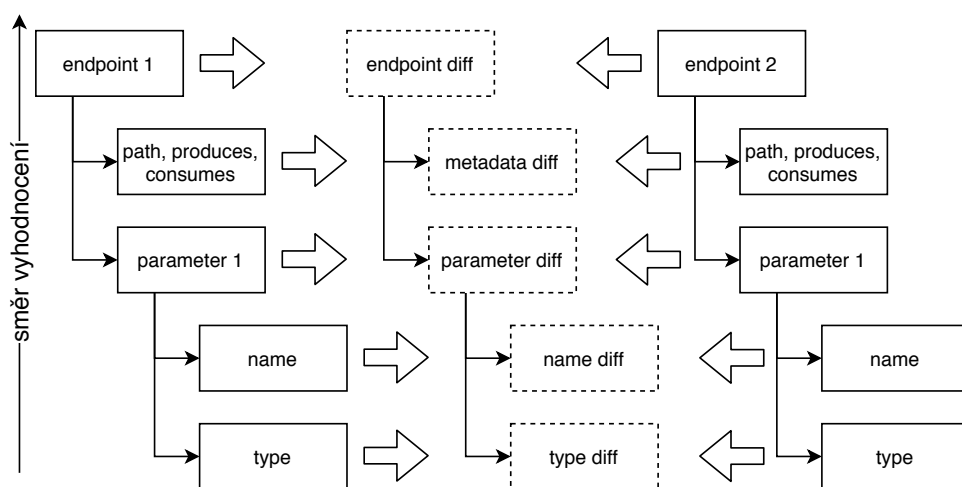 endpoint 1
endpoint diff
endpoint 2
path, produces,
consumes
metadata diff
path, produces,
consumes
parameter 1
parameter diff
parameter 1
name
name diff
name
type
type diff
type
směr vyhodnocení